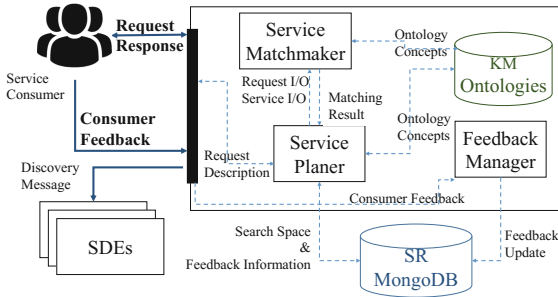 Request
Response
Service
Consumer
Consumer
Feedback
Discovery
Message
SDEs
Service
Matchmaker
Ontology
Concepts
KM
Ontologies
Request I/O
Service I/O
Matching
Result
Ontology
Concepts
Service
Planer
Feedback
Manager
Request
Description
Consumer Feedback
Search Space
&
Feedback Information
SR
MongoDB
Feedback
Update